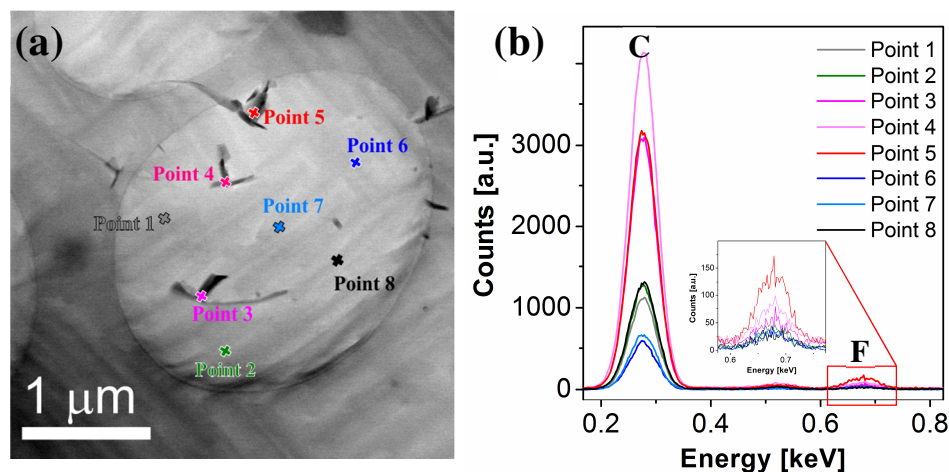 (a)
Point 5
Point 6
Point 4
Point 1
Point 7
Point 8
Point 3
Point 2
1 μm
(b)
C
Point 1
Point 2
Point 3
Point 4
Point 5
Point 6
Point 7
Point 8
Counts [a.u.]
3000
2000
1000
0
Counts [a.u.]
150
100
50
0
0.6 0.7
Energy [keV]
F
0.2 0.4 0.6 0.8
Energy [keV]